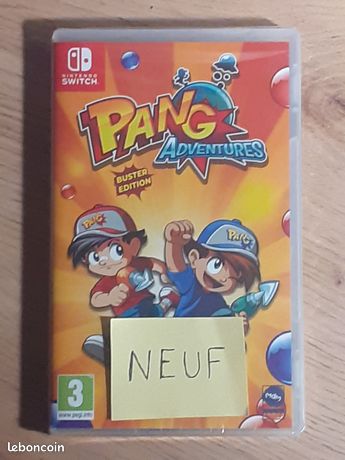 NINTENDO
SWITCH
PANG
ADVENTURES
BUSTER
EDITION
PANG
PANG
NEUF
3
www.pegi.info
leboncoin